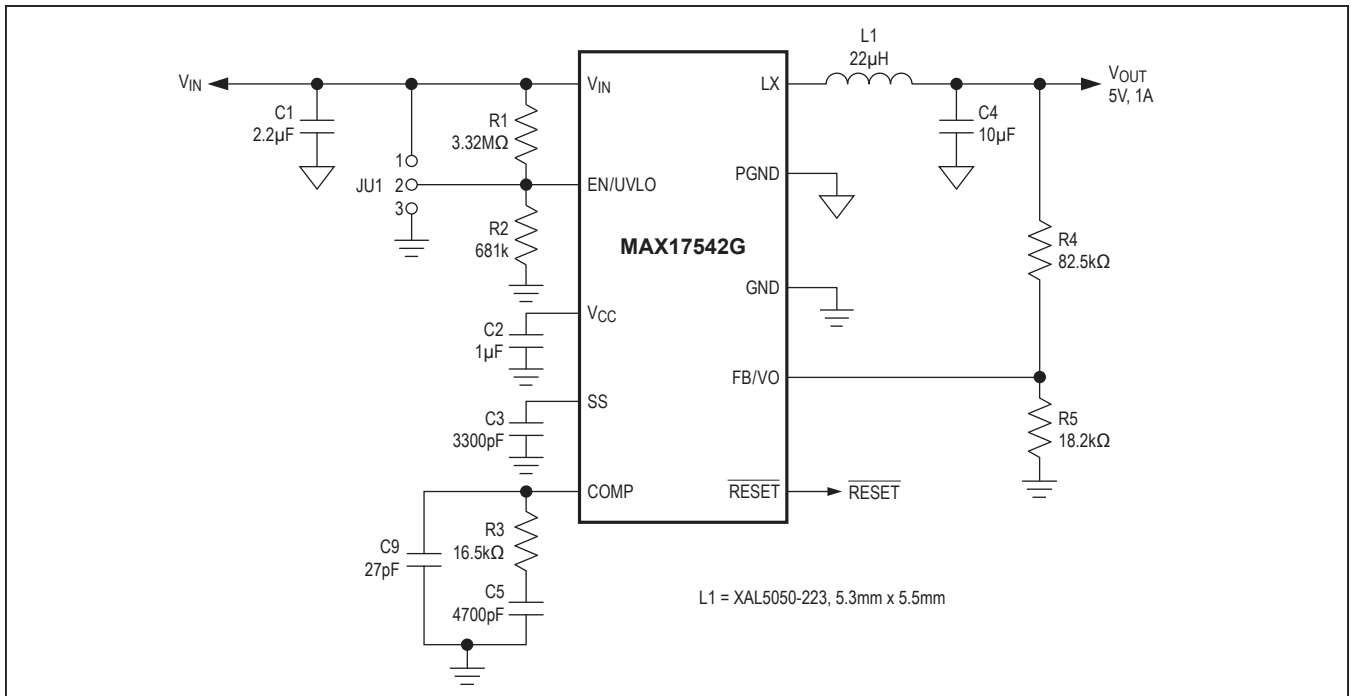 L1
22µH
VIN
VIN
LX
VOUT
5V, 1A
C1
2.2µF
R1
3.32MΩ
C4
10µF
1
JU1 2
3
EN/UVLO
PGND
R2
681k
MAX17542G
R4
82.5kΩ
GND
VCC
C2
1µF
FB/VO
SS
C3
3300pF
R5
18.2kΩ
COMP
RESET
RESET
R3
16.5kΩ
C9
27pF
C5
4700pF
L1 = XAL5050-223, 5.3mm x 5.5mm